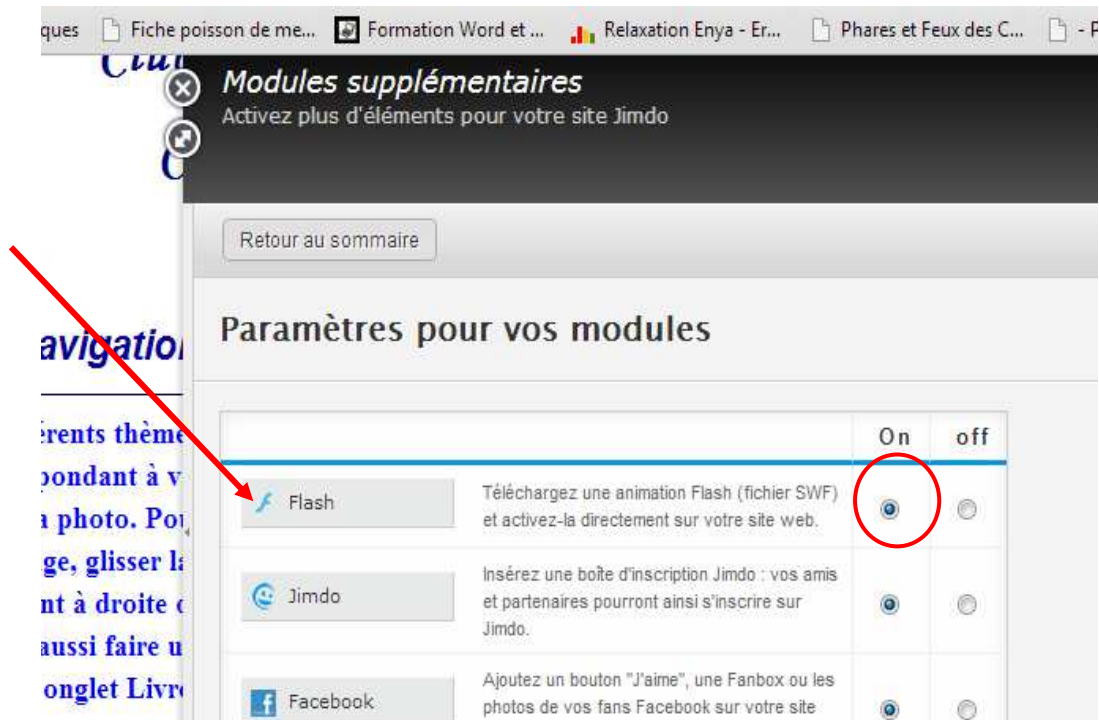 ques Fiche poisson de me... Formation Word et ... Relaxation Enya - Er... Phares et Feux des C... - P
Club
C
Modules supplémentaires
Activez plus d'éléments pour votre site Jimdo
Retour au sommaire
avigation
Paramètres pour vos modules
érents thème
pondant à v
a photo. Pou
ge, glisser la
nt à droite d
aussi faire u
onglet Livre
On off
Flash
Téléchargez une animation Flash (fichier SWF)
et activez-la directement sur votre site web.
Jimdo
Insérez une boîte d'inscription Jimdo : vos amis
et partenaires pourront ainsi s'inscrire sur
Jimdo.
Facebook
Ajoutez un bouton "J'aime", une Fanbox ou les
photos de vos fans Facebook sur votre site